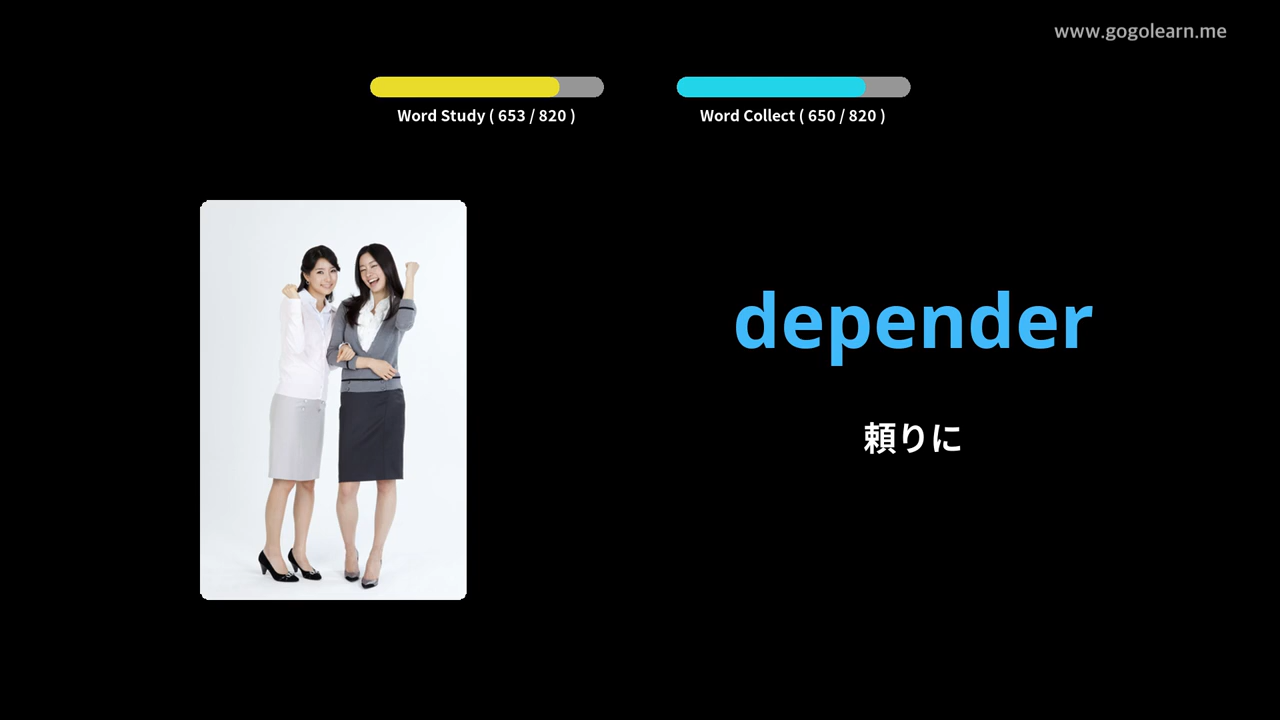 www.gogolearn.me
Word Study ( 653 / 820 )
Word Collect ( 650 / 820 )
depender
頼りに